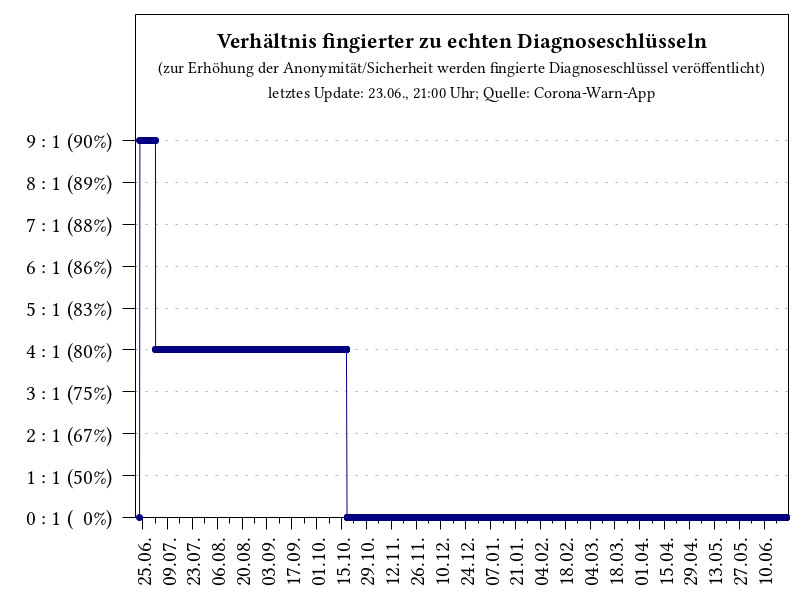 Verhältnis fingierter zu echten Diagnoseschlüsseln
(zur Erhöhung der Anonymität/Sicherheit werden fingierte Diagnoseschlüssel veröffentlicht)
letztes Update: 23.06., 21:00 Uhr; Quelle: Corona-Warn-App
9 : 1 (90%)
8 : 1 (89%)
7 : 1 (88%)
6 : 1 (86%)
5 : 1 (83%)
4 : 1 (80%)
3 : 1 (75%)
2 : 1 (67%)
1 : 1 (50%)
0 : 1 ( 0%)
25.06.
09.07.
23.07.
06.08.
20.08.
03.09.
17.09.
01.10.
15.10.
29.10.
12.11.
26.11.
10.12.
24.12.
07.01.
21.01.
04.02.
18.02.
04.03.
18.03.
01.04.
15.04.
29.04.
13.05.
27.05.
10.06.